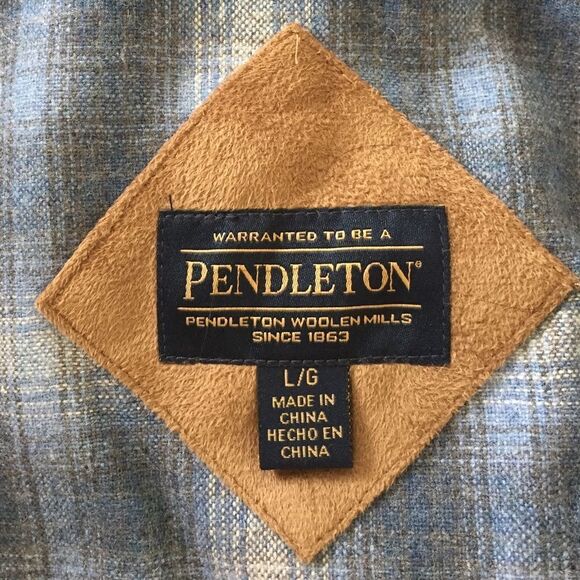 WARRANTED TO BE A
PENDLETON®
PENDLETON WOOLEN MILLS
SINCE 1863
L/G
MADE IN
CHINA
HECHO EN
CHINA